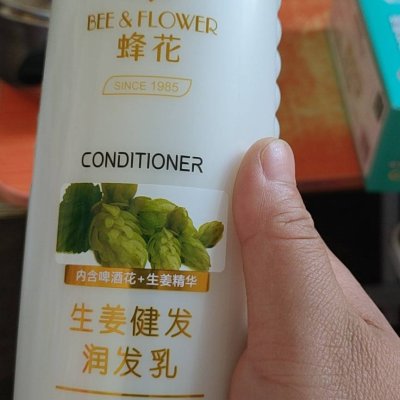 BEE & FLOWER
蜂花
SINCE 1985
CONDITIONER
内含啤酒花+生姜精华
生姜健发
润发乳